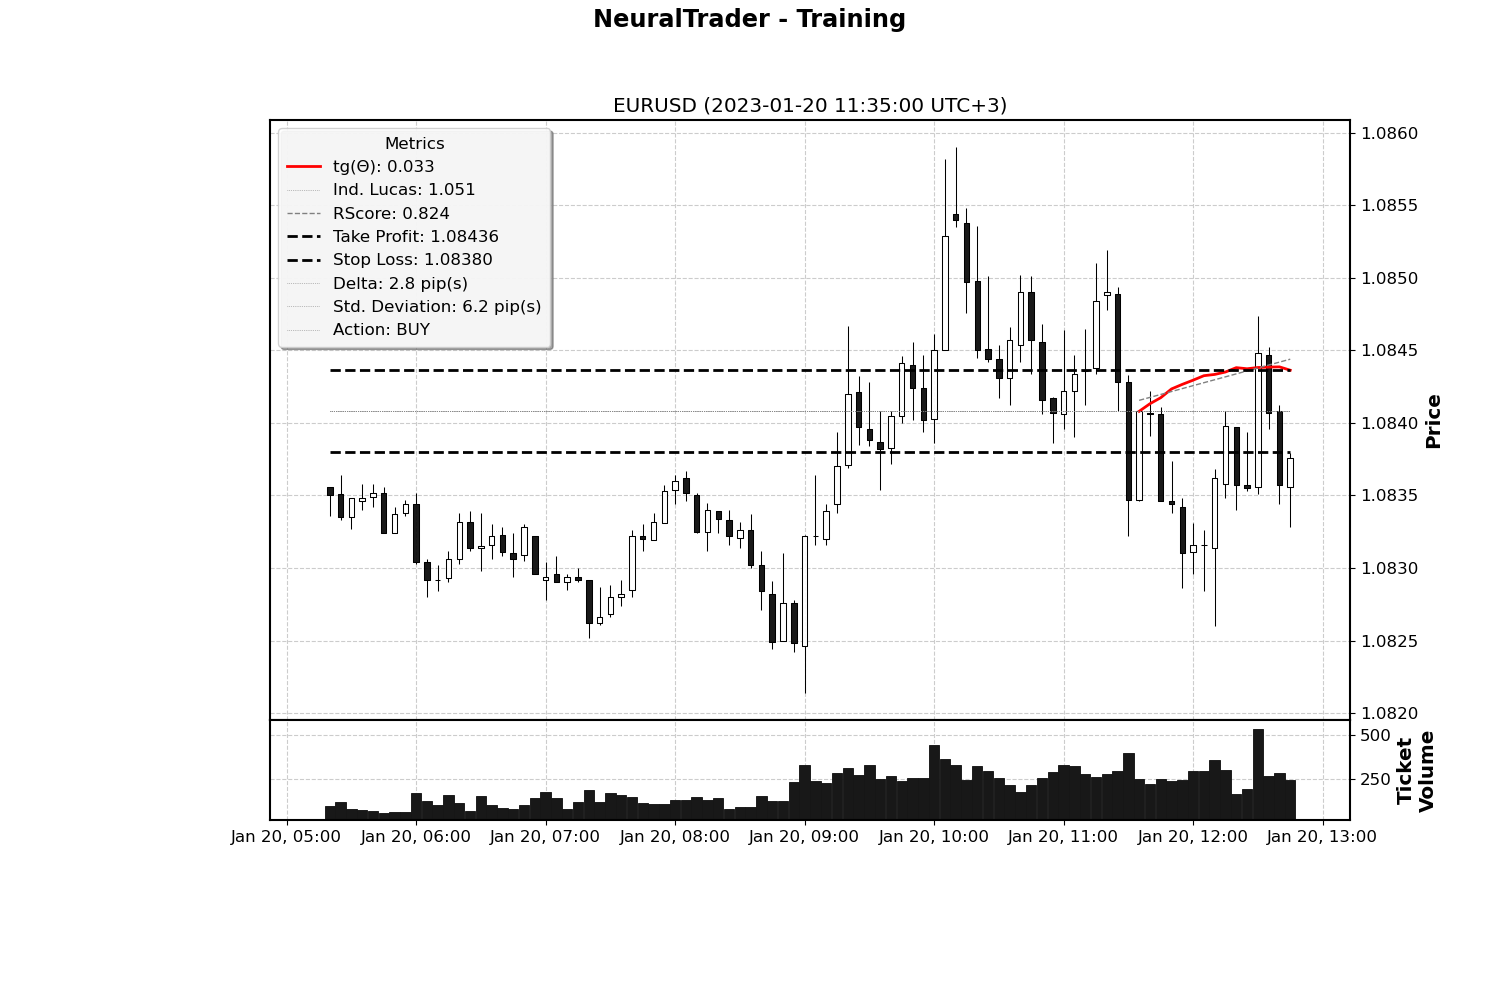 NeuralTrader - Training
EURUSD (2023-01-20 11:35:00 UTC+3)
Metrics
tg(Θ): 0.033
Ind. Lucas: 1.051
RScore: 0.824
Take Profit: 1.08436
Stop Loss: 1.08380
Delta: 2.8 pip(s)
Std. Deviation: 6.2 pip(s)
Action: BUY
1.0860
1.0855
1.0850
1.0845
1.0840
1.0835
1.0830
1.0825
1.0820
Price
500
250
Ticket
Volume
Jan 20, 05:00
Jan 20, 06:00
Jan 20, 07:00
Jan 20, 08:00
Jan 20, 09:00
Jan 20, 10:00
Jan 20, 11:00
Jan 20, 12:00
Jan 20, 13:00